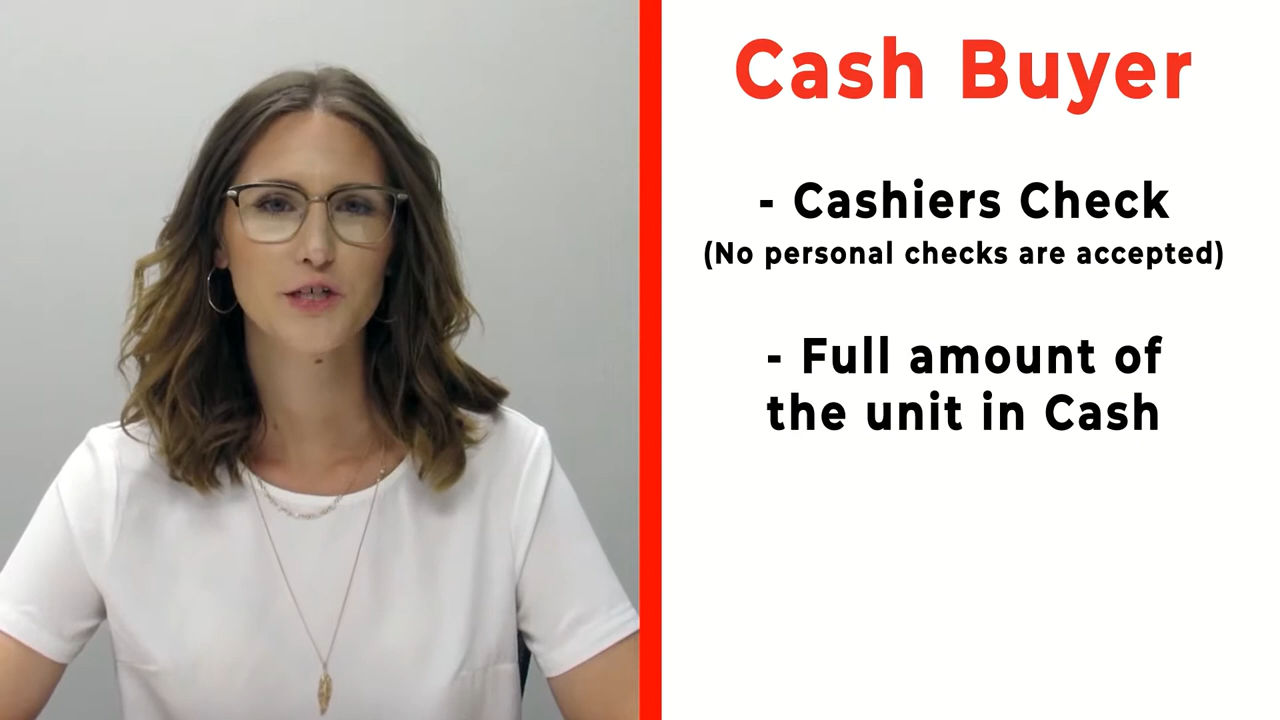 Cash Buyer
- Cashiers Check
(No personal checks are accepted)
- Full amount of
the unit in Cash